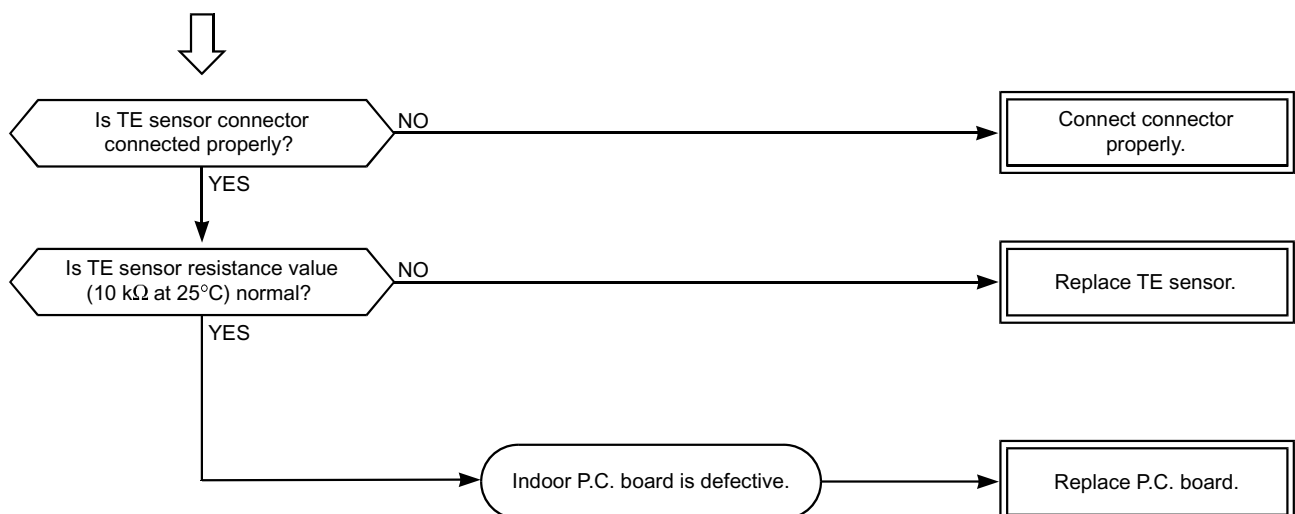 Is TE sensor connector
connected properly?
NO
Connect connector
properly.
YES
Is TE sensor resistance value
(10 kΩ at 25°C) normal?
NO
Replace TE sensor.
YES
Indoor P.C. board is defective.
Replace P.C. board.